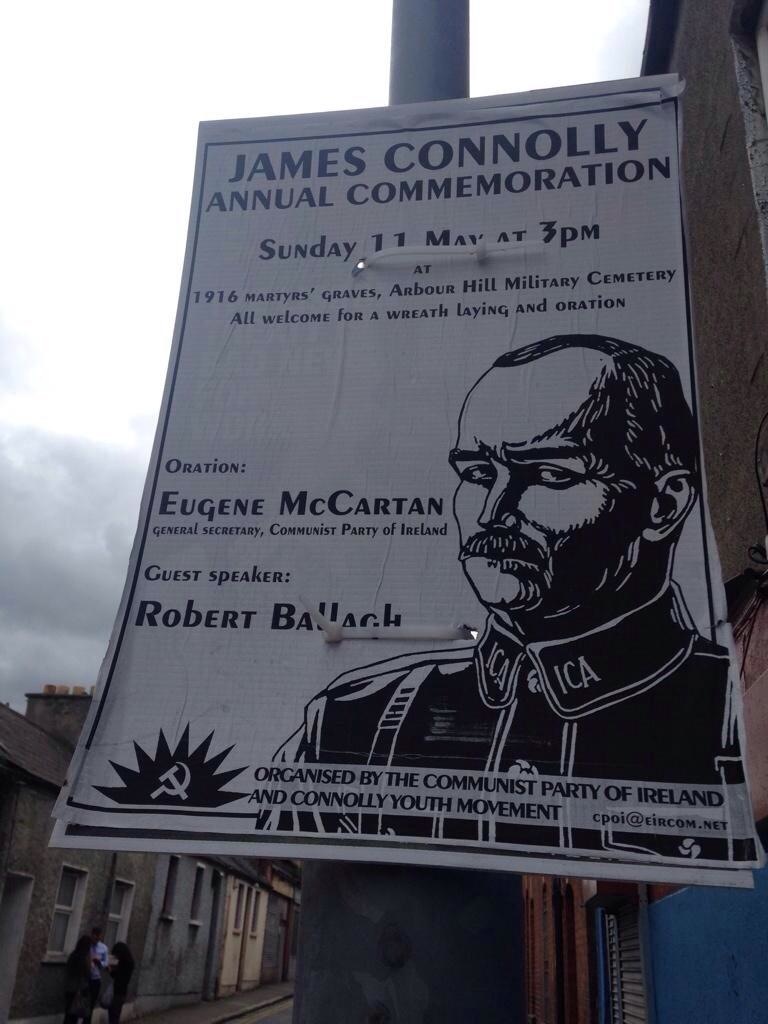 JAMES CONNOLLY
ANNUAL COMMEMORATION
SUNDAY 11 MAY AT 3PM
AT
1916 MARTYRS' GRAVES, ARBOUR HILL MILITARY CEMETERY
ALL WELCOME FOR A WREATH LAYING AND ORATION
ORATION:
EUGENE MCCARTAN
GENERAL SECRETARY, COMMUNIST PARTY OF IRELAND
GUEST SPEAKER:
ROBERT BALLAGH
ICA
ICA
ORGANISED BY THE COMMUNIST PARTY OF IRELAND
AND CONNOLLY YOUTH MOVEMENT
cpoi@eircom.net